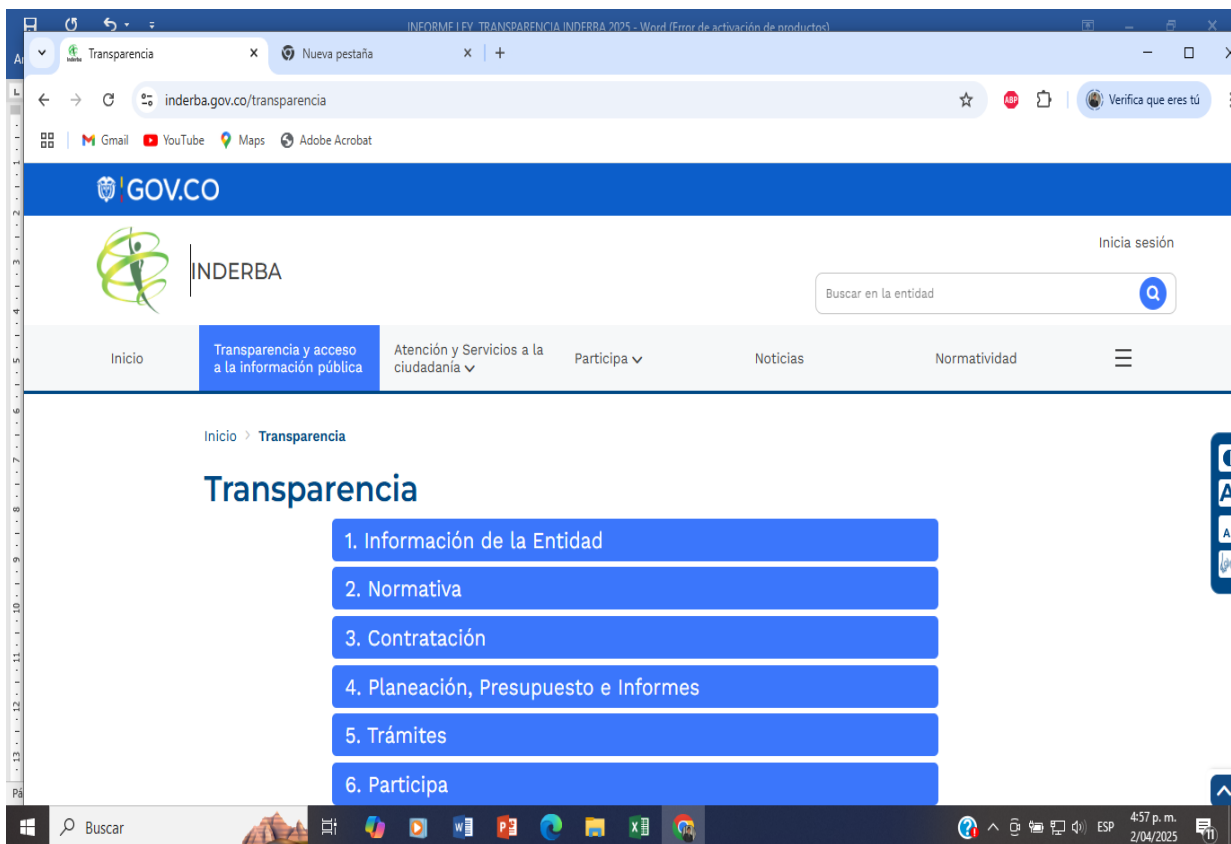 INFORME LEY TRANSPARENCIA INDERBA 2025 - Word (Error de activación de productos)
Transparencia
Nueva pestaña
inderba.gov.co/transparencia
ABP
Verifica que eres tú
Gmail
YouTube
Maps
Adobe Acrobat
GOV.CO
Inicia sesión
INDERBA
Buscar en la entidad
Inicio
Transparencia y acceso
a la información pública
Atención y Servicios a la
ciudadanía
Participa
Noticias
Normatividad
Inicio > Transparencia
Transparencia
1. Información de la Entidad
2. Normativa
3. Contratación
4. Planeación, Presupuesto e Informes
5. Trámites
6. Participa
Buscar
ESP
4:57 p. m.
2/04/2025